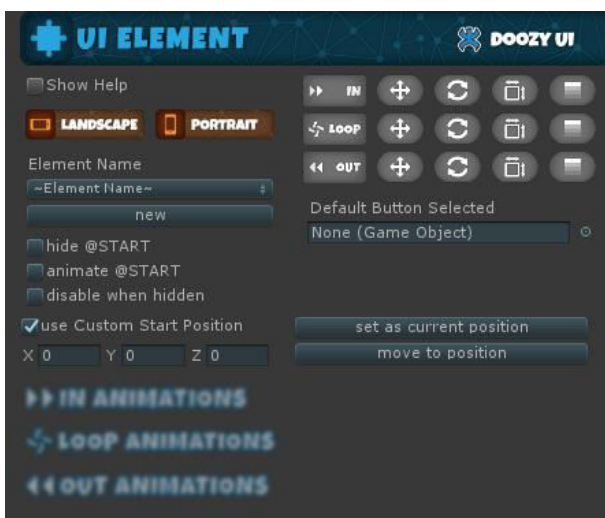 UI ELEMENT
DOOZY UI
Show Help
LANDSCAPE
PORTRAIT
IN
LOOP
OUT
Element Name
~Element Name~
new
Default Button Selected
None (Game Object)
hide @START
animate @START
disable when hidden
use Custom Start Position
X 0 Y 0 Z 0
set as current position
move to position
IN ANIMATIONS
LOOP ANIMATIONS
OUT ANIMATIONS